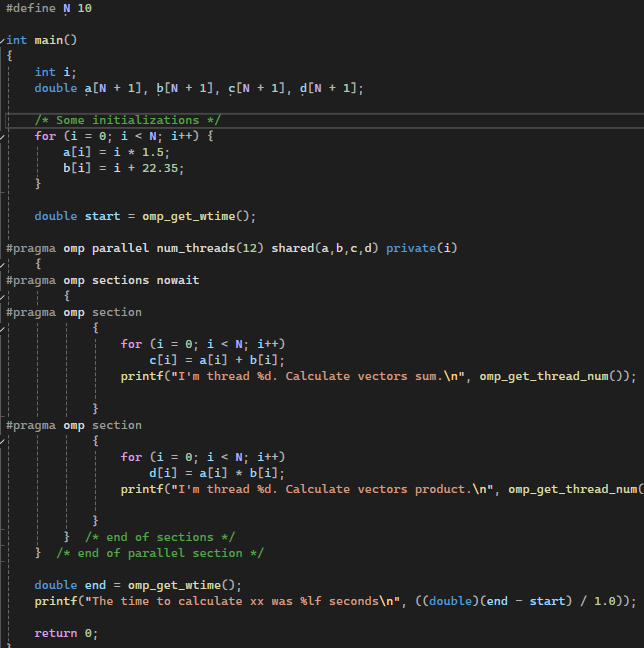 #define N 10
int main()
{
int i;
double a[N + 1], b[N + 1], c[N + 1], d[N + 1];
/* Some initializations */
for (i = 0; i < N; i++) {
a[i] = i * 1.5;
b[i] = i + 22.35;
}
double start = omp_get_wtime();
#pragma omp parallel num_threads(12) shared(a,b,c,d) private(i)
{
#pragma omp sections nowait
{
#pragma omp section
{
for (i = 0; i < N; i++)
c[i] = a[i] + b[i];
printf("I'm thread %d. Calculate vectors sum.\n", omp_get_thread_num());
}
#pragma omp section
{
for (i = 0; i < N; i++)
d[i] = a[i] * b[i];
printf("I'm thread %d. Calculate vectors product.\n", omp_get_thread_num(
}
} /* end of sections */
} /* end of parallel section */
double end = omp_get_wtime();
printf("The time to calculate xx was %lf seconds\n", ((double)(end - start) / 1.0));
return 0;
}